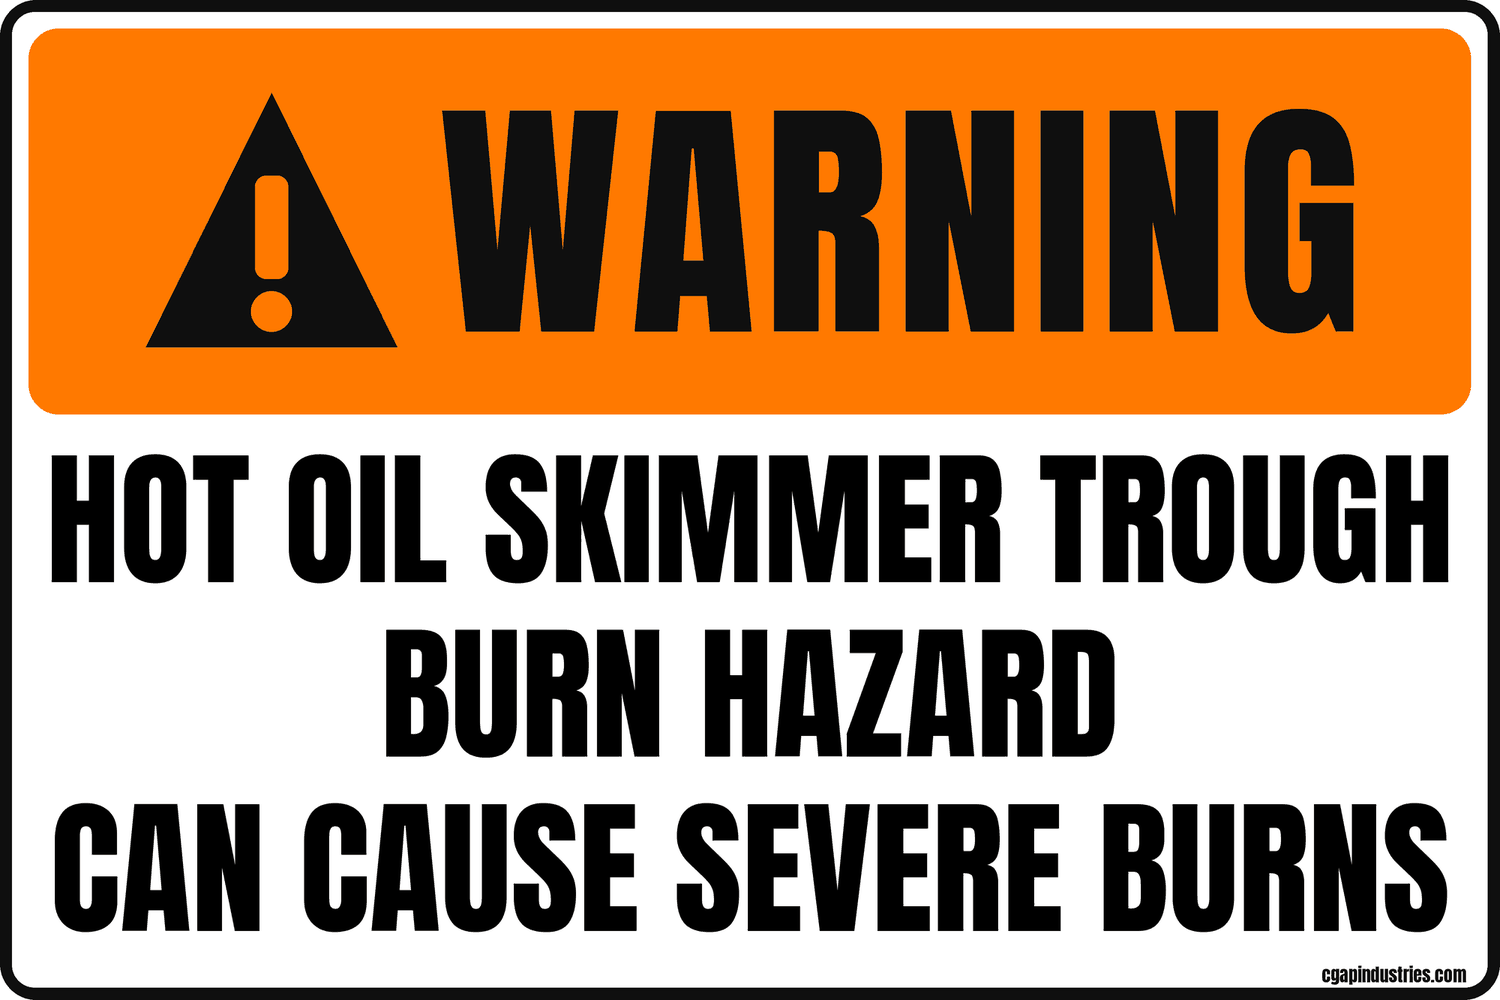 WARNING
HOT OIL SKIMMER TROUGH
BURN HAZARD
CAN CAUSE SEVERE BURNS
cgapindustries.com